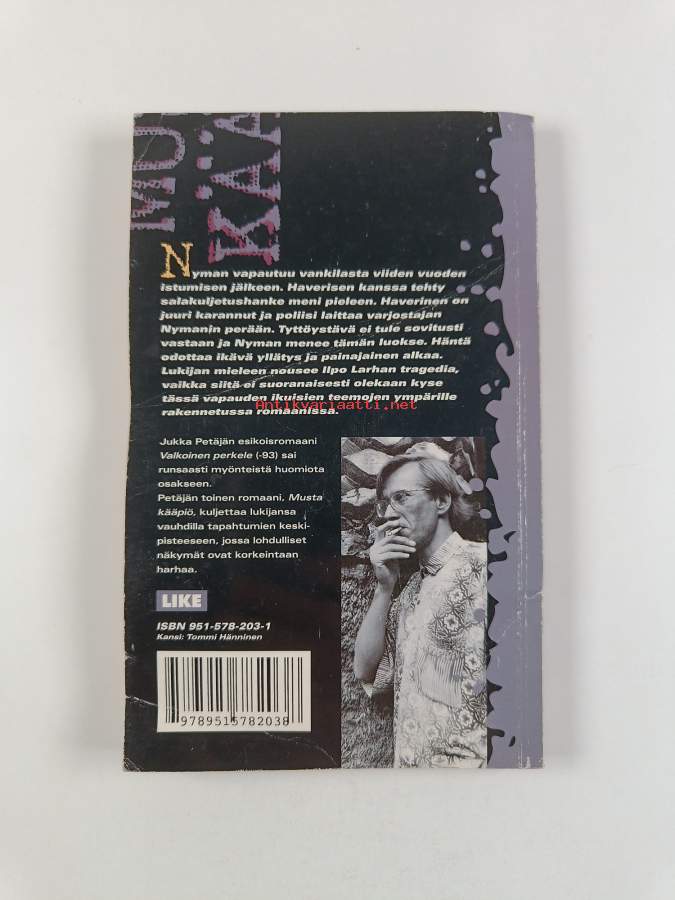 MU
KÄÄ
Nyman vapautuu vankilasta viiden vuoden
istumisen jälkeen. Haverisen kanssa tehty
salakuljetushanke meni pieleen. Haverinen on
juuri karannut ja poliisi laittaa varjostajan
Nymanin perään. Tyttöystävä ei tule sovitusti
vastaan ja Nyman menee tämän luokse. Häntä
odottaa ikävä yllätys ja painajainen alkaa.
Lukijan mieleen nousee Ilpo Larhan tragedia,
vaikka siitä ei suoranaisesti olekaan kyse
tässä vapauden ikuisien teemojen ympärille
rakennetussa romaanissa.
Antikvariaatti.net
Jukka Petäjän esikoisromaani
Valkoinen perkele (-93) sai
runsaasti myönteistä huomiota
osakseen.
Petäjän toinen romaani, Musta
kääpiö, kuljettaa lukijansa
vauhdilla tapahtumien keski-
pisteeseen, jossa lohdulliset
näkymät ovat korkeintaan
harhaa.
LIKE
ISBN 951-578-203-1
Kansi: Tommi Hänninen
9789515782038